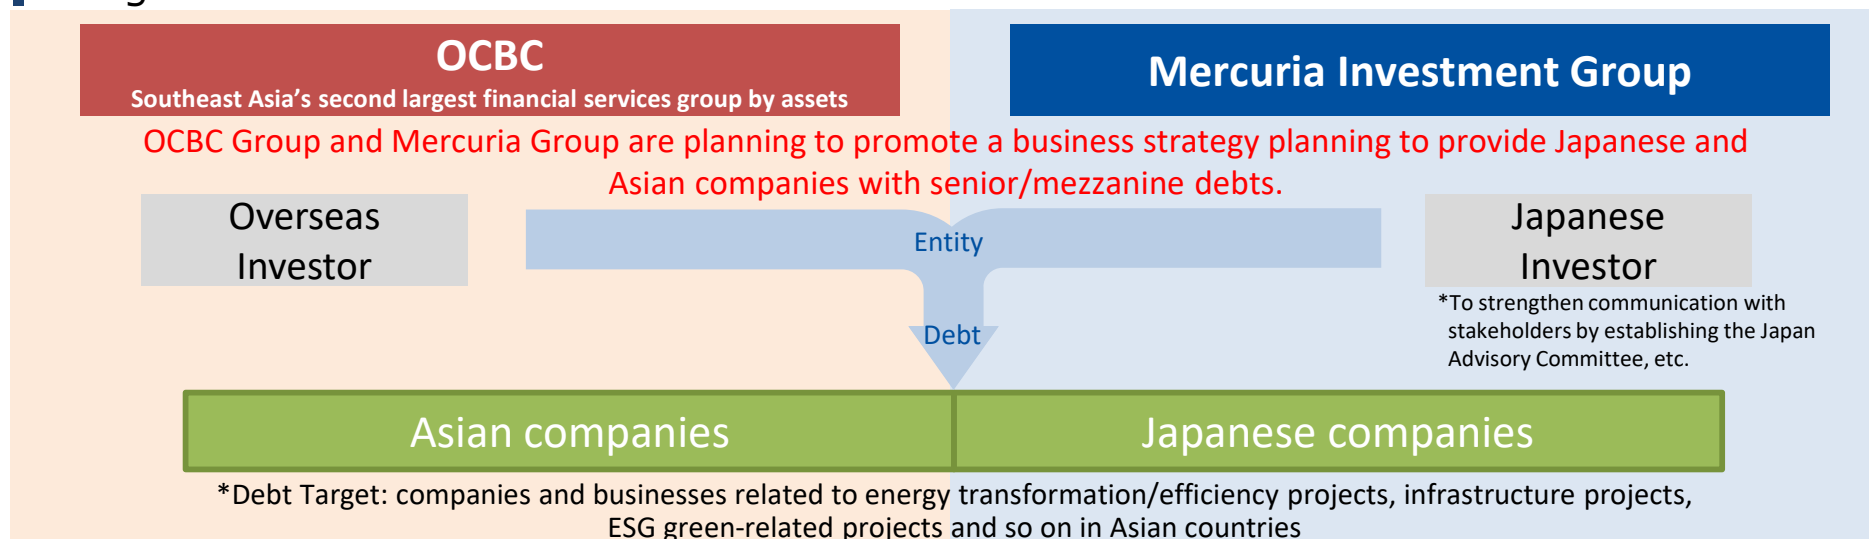 OCBC
Southeast Asia's second largest financial services group by assets
Mercuria Investment Group
OCBC Group and Mercuria Group are planning to promote a business strategy planning to provide Japanese and
Asian companies with senior/mezzanine debts.
Overseas
Investor
Entity
Japanese
Investor
*To strengthen communication with
stakeholders by establishing the Japan
Advisory Committee, etc.
Debt
Asian companies
Japanese companies
*Debt Target: companies and businesses related to energy transformation/efficiency projects, infrastructure projects,
ESG green-related projects and so on in Asian countries